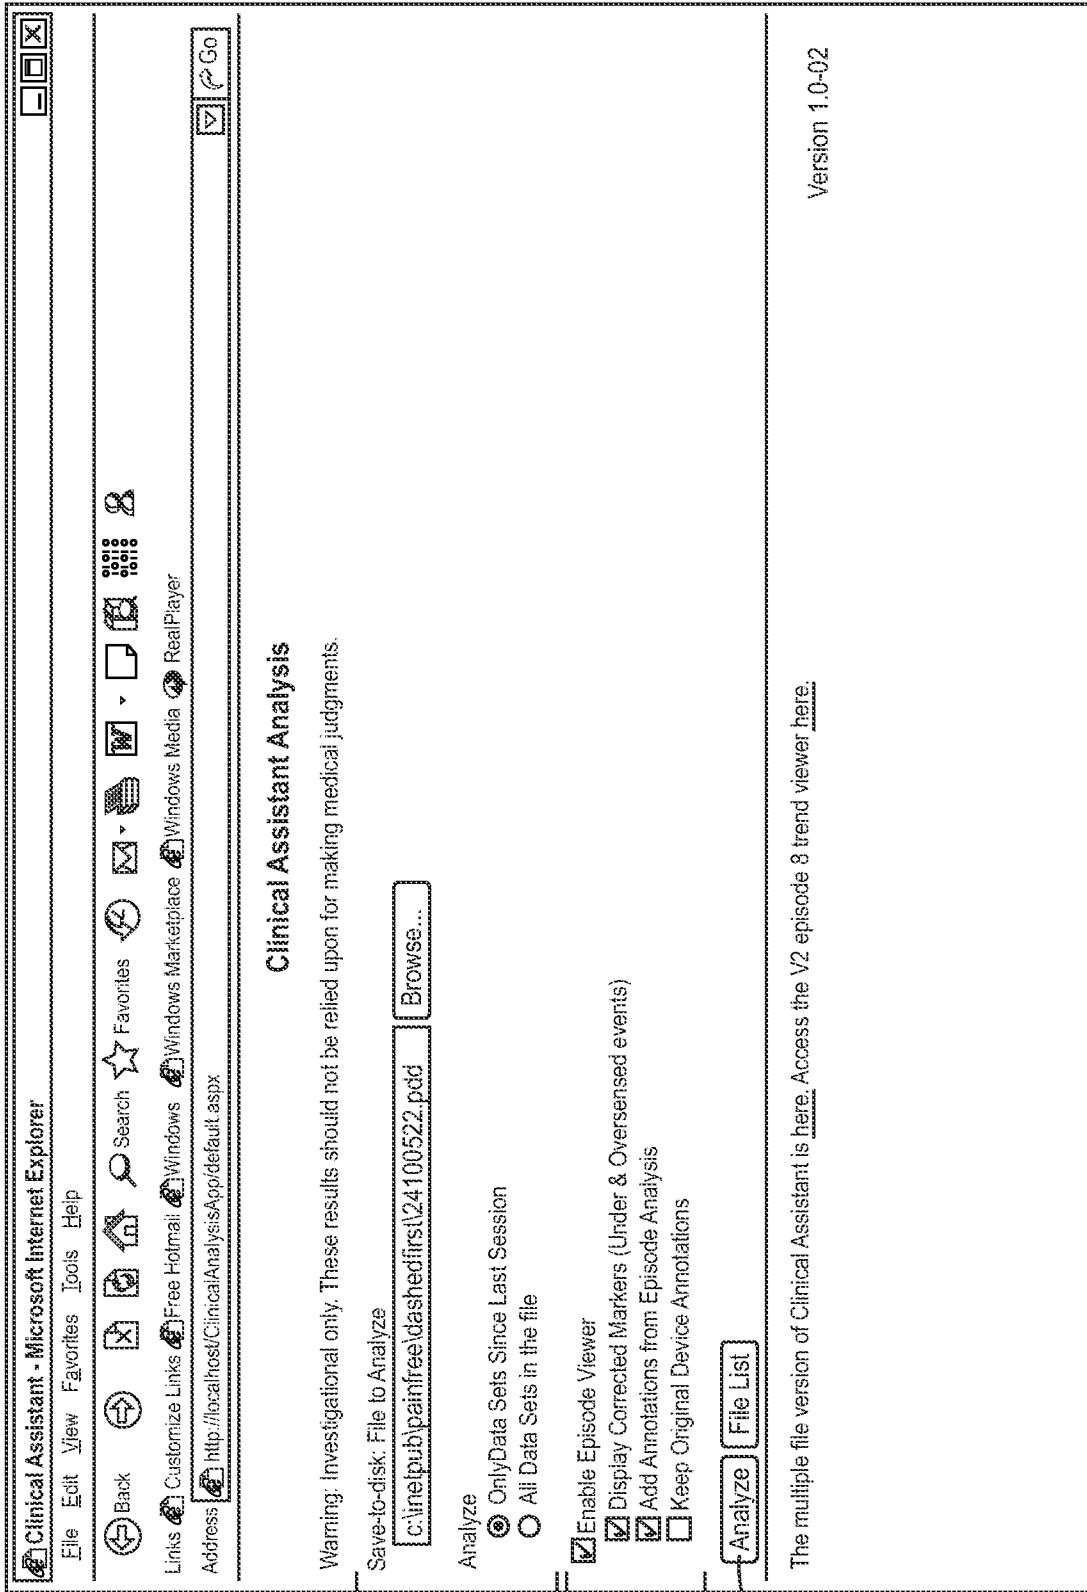 Clinical Assistant - Microsoft Internet Explorer
File Edit View Favorites Tools Help
Back Search Favorites
Links Customize Links Free Hotmail Windows Windows Marketplace Windows Media RealPlayer
Address http://localhost/ClinicalAnalysisApp/default.aspx Go
Clinical Assistant Analysis
Warning: Investigational only. These results should not be relied upon for making medical judgments.
Save-to-disk: File to Analyze
c:\inetpub\painfree\dashedfirst\24100522.pdd Browse...
Analyze
OnlyData Sets Since Last Session
All Data Sets in the file
Enable Episode Viewer
Display Corrected Markers (Under & Oversensed events)
Add Annotations from Episode Analysis
Keep Original Device Annotations
Analyze File List
The multiple file version of Clinical Assistant is here. Access the V2 episode 8 trend viewer here.
Version 1.0-02